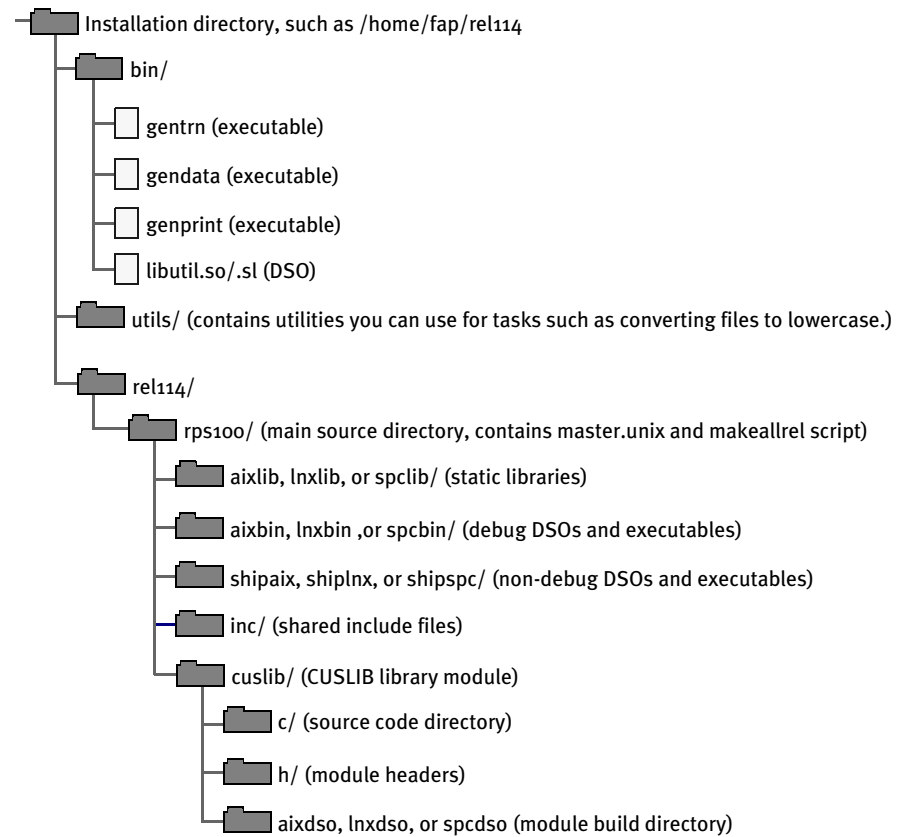 Installation directory, such as /home/fap/rel114
bin/
gentrn (executable)
gendata (executable)
genprint (executable)
libutil.so/.sl (DSO)
utils/ (contains utilities you can use for tasks such as converting files to lowercase.)
rel114/
rps100/ (main source directory, contains master.unix and makeallrel script)
aixlib, lnxlib, or spclib/ (static libraries)
aixbin, lnxbin ,or spcbin/ (debug DSOs and executables)
shipaix, shiplnx, or shipspc/ (non-debug DSOs and executables)
inc/ (shared include files)
cuslib/ (CUSLIB library module)
c/ (source code directory)
h/ (module headers)
aixdso, lnxdso, or spcdso (module build directory)